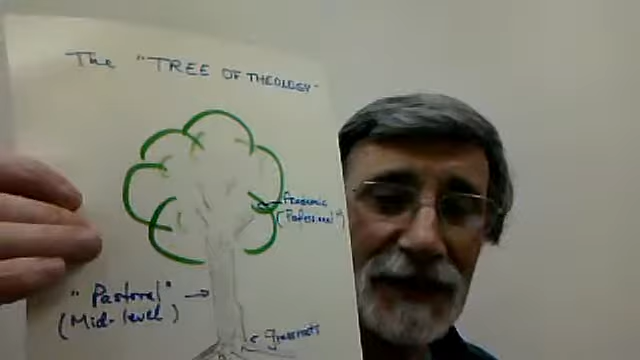 The "TREE OF THEOLOGY"
Academic
(Professional")
"Pastoral"
(Mid-level)
Grassroots